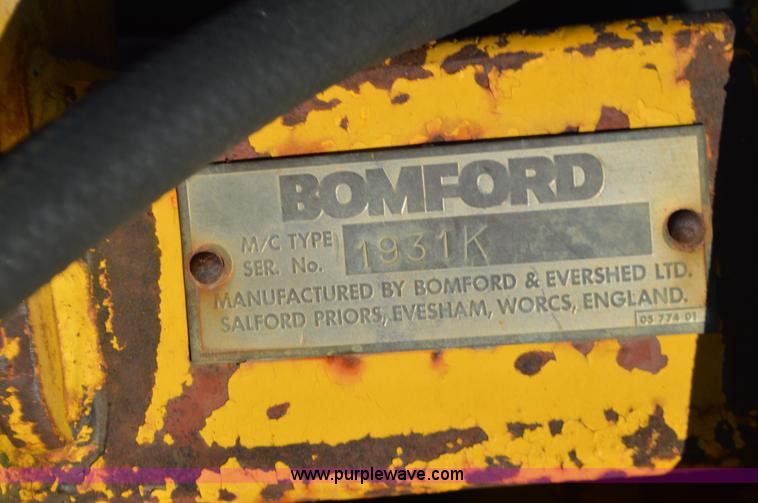 BOMFORD
M/C TYPE
SER. No.
1931K
MANUFACTURED BY BOMFORD & EVERSHED LTD.
SALFORD PRIORS, EVESHAM, WORCS, ENGLAND.
05 774 01
www.purplewave.com